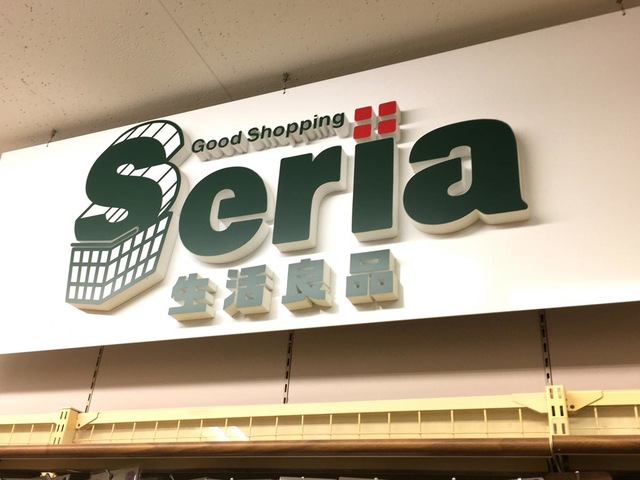 Good Shopping
Seria
生活良品